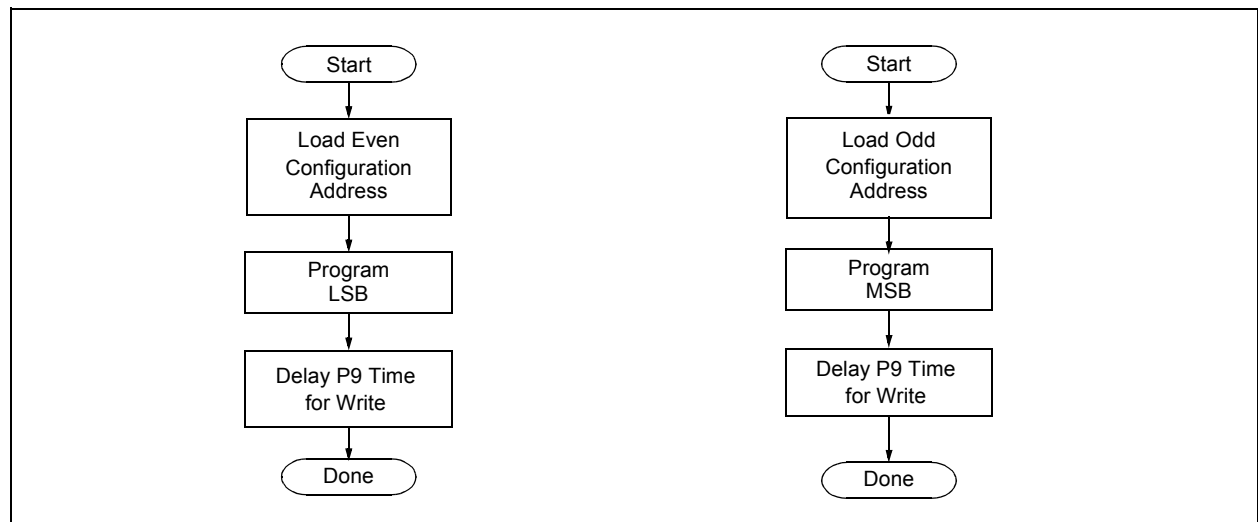 Start
Load Even
Configuration
Address
Program
LSB
Delay P9 Time
for Write
Done
Start
Load Odd
Configuration
Address
Program
MSB
Delay P9 Time
for Write
Done